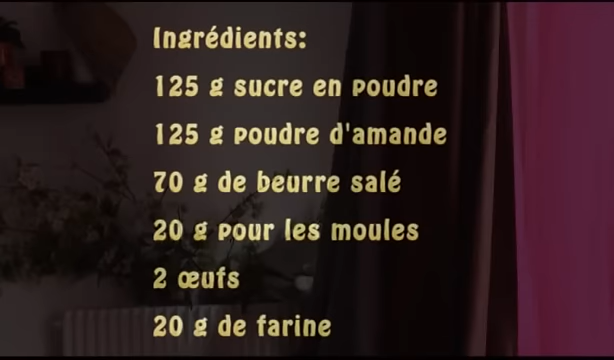 Ingrédients:
125 g sucre en poudre
125 g poudre d'amande
70 g de beurre salé
20 g pour les moules
2 œufs
20 g de farine